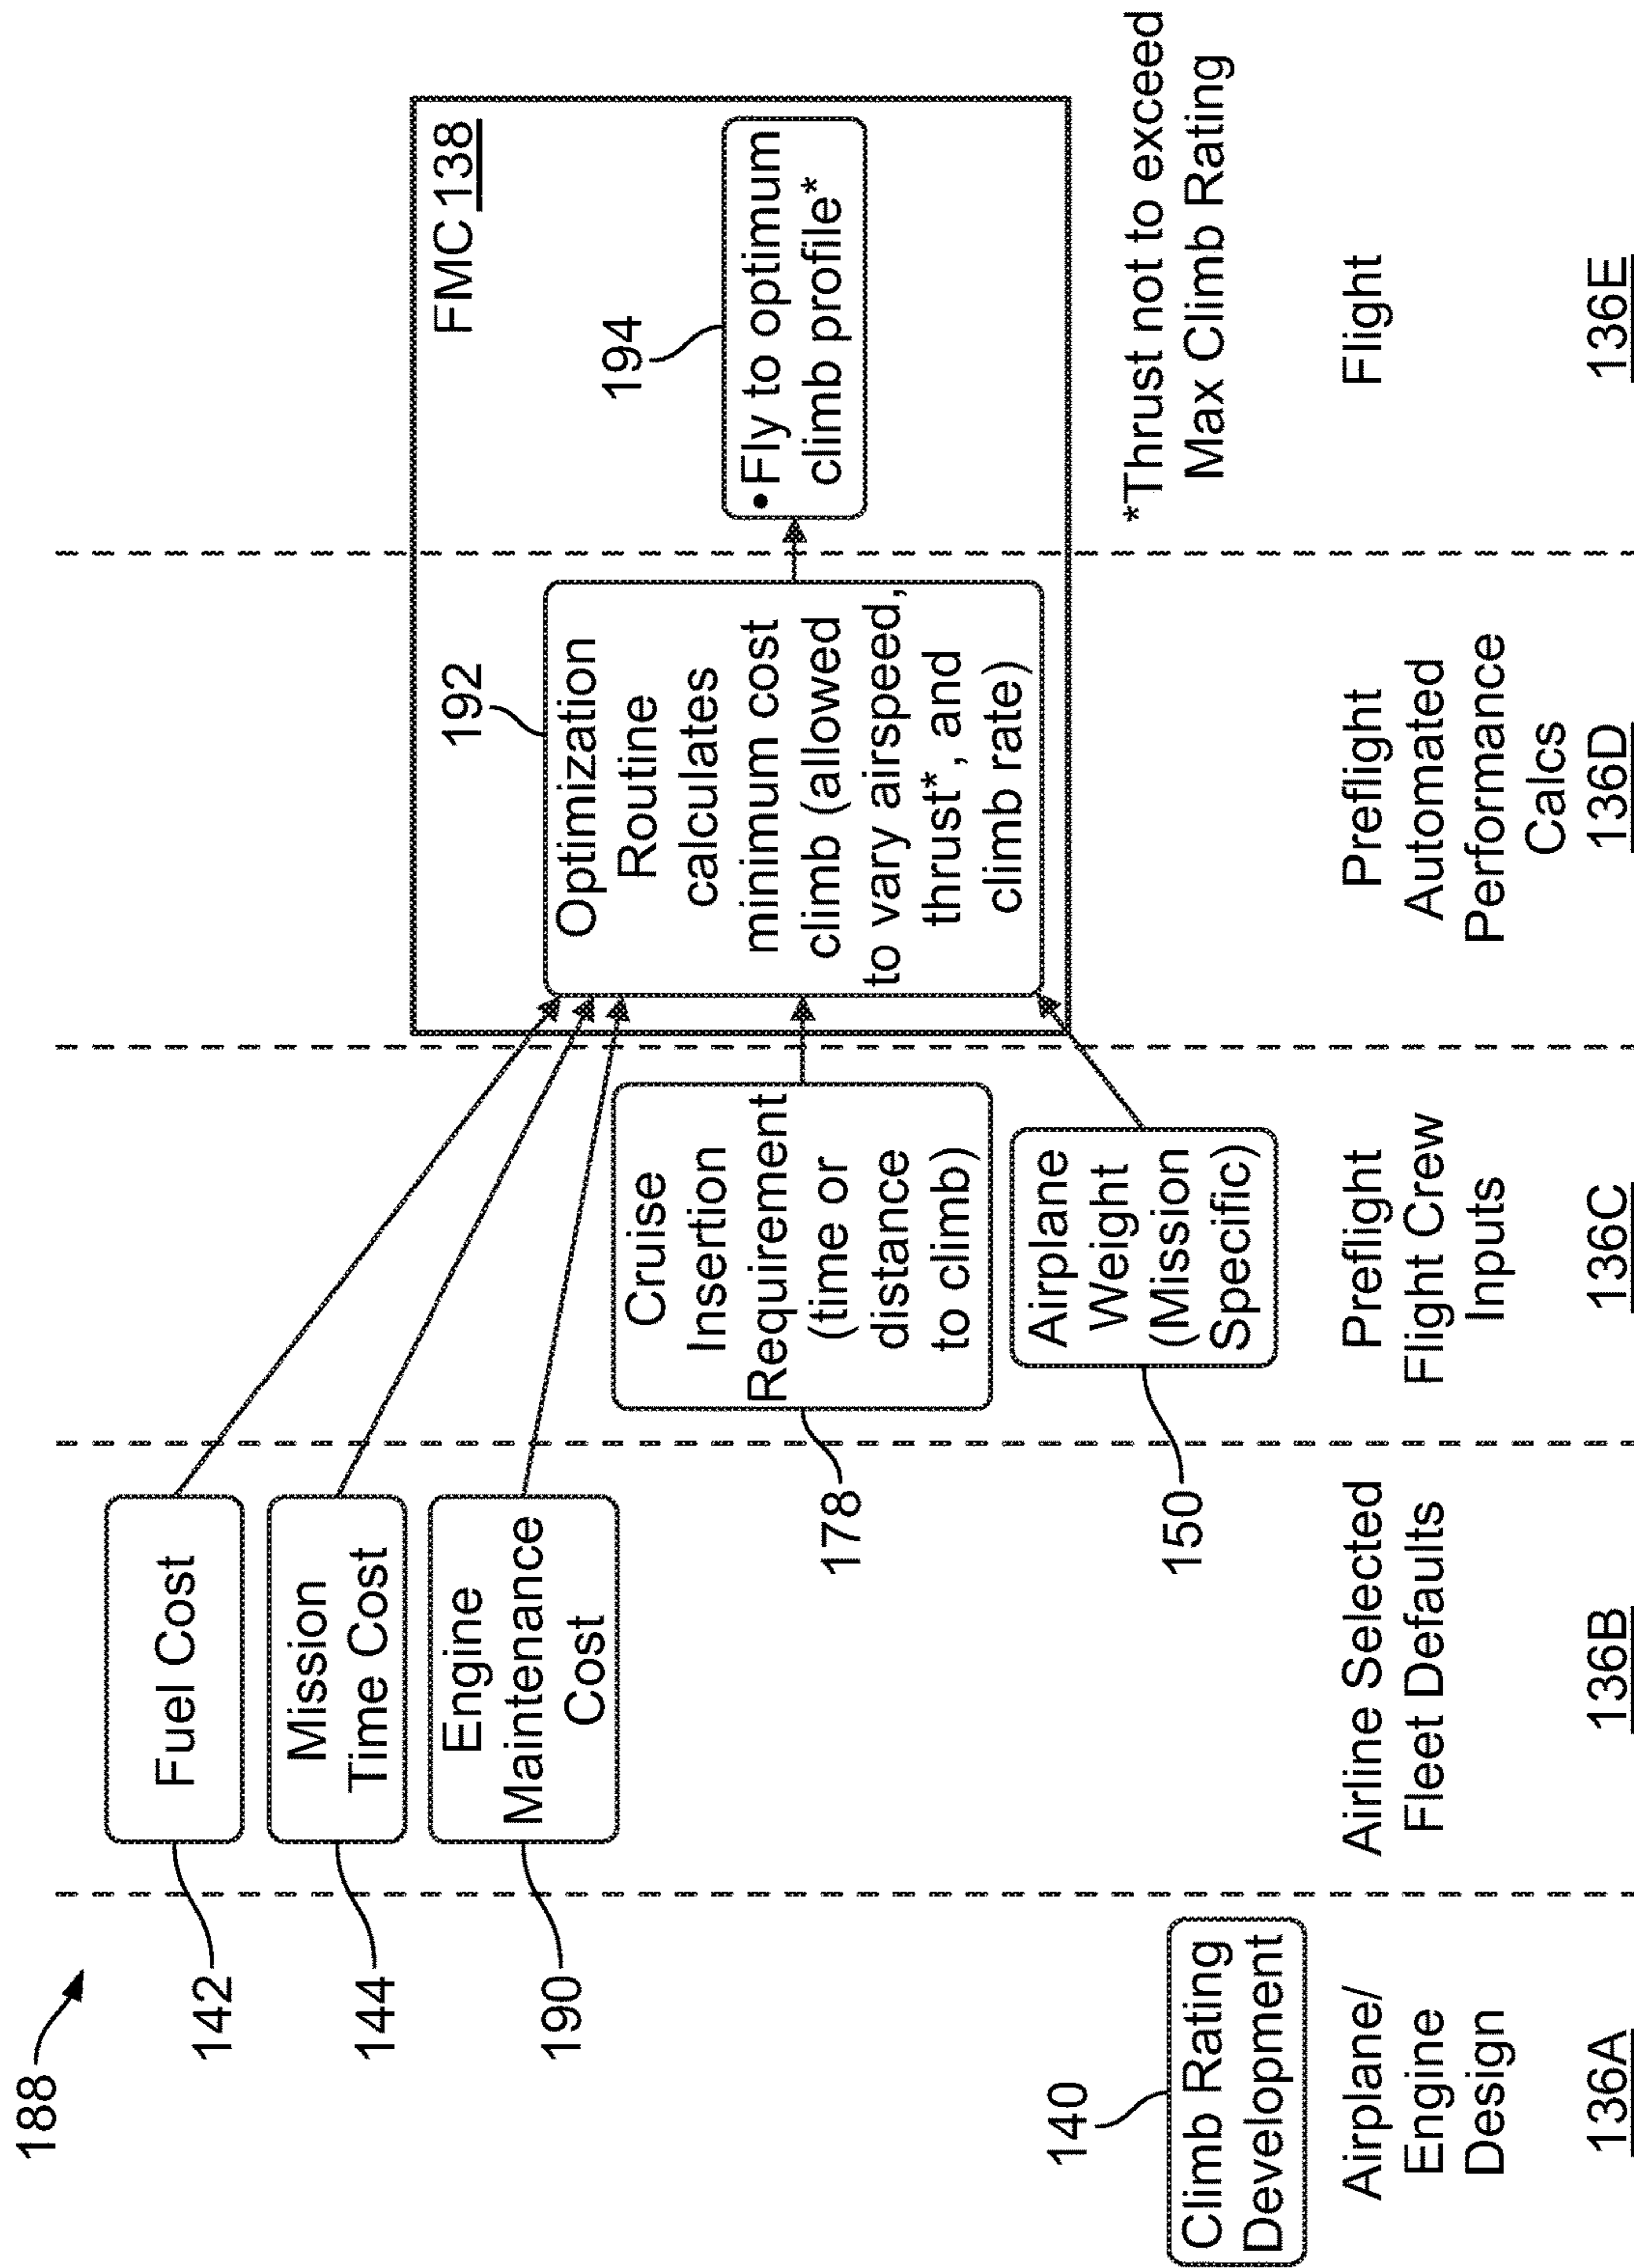 188
142
Fuel Cost
144
Mission
Time Cost
190
Engine
Maintenance
Cost
178
Cruise
Insertion
Requirement
(time or
distance
to climb)
150
Airplane
Weight
(Mission
Specific)
FMC 138
192
Optimization
Routine
calculates
minimum cost
climb (allowed
to vary airspeed,
thrust*, and
climb rate)
194
•Fly to optimum
climb profile*
*Thrust not to exceed
Max Climb Rating
140
Climb Rating
Development
Airplane/
Engine
Design
136A
Airline Selected
Fleet Defaults
136B
Preflight
Flight Crew
Inputs
136C
Preflight
Automated
Performance
Calcs
136D
Flight
136E